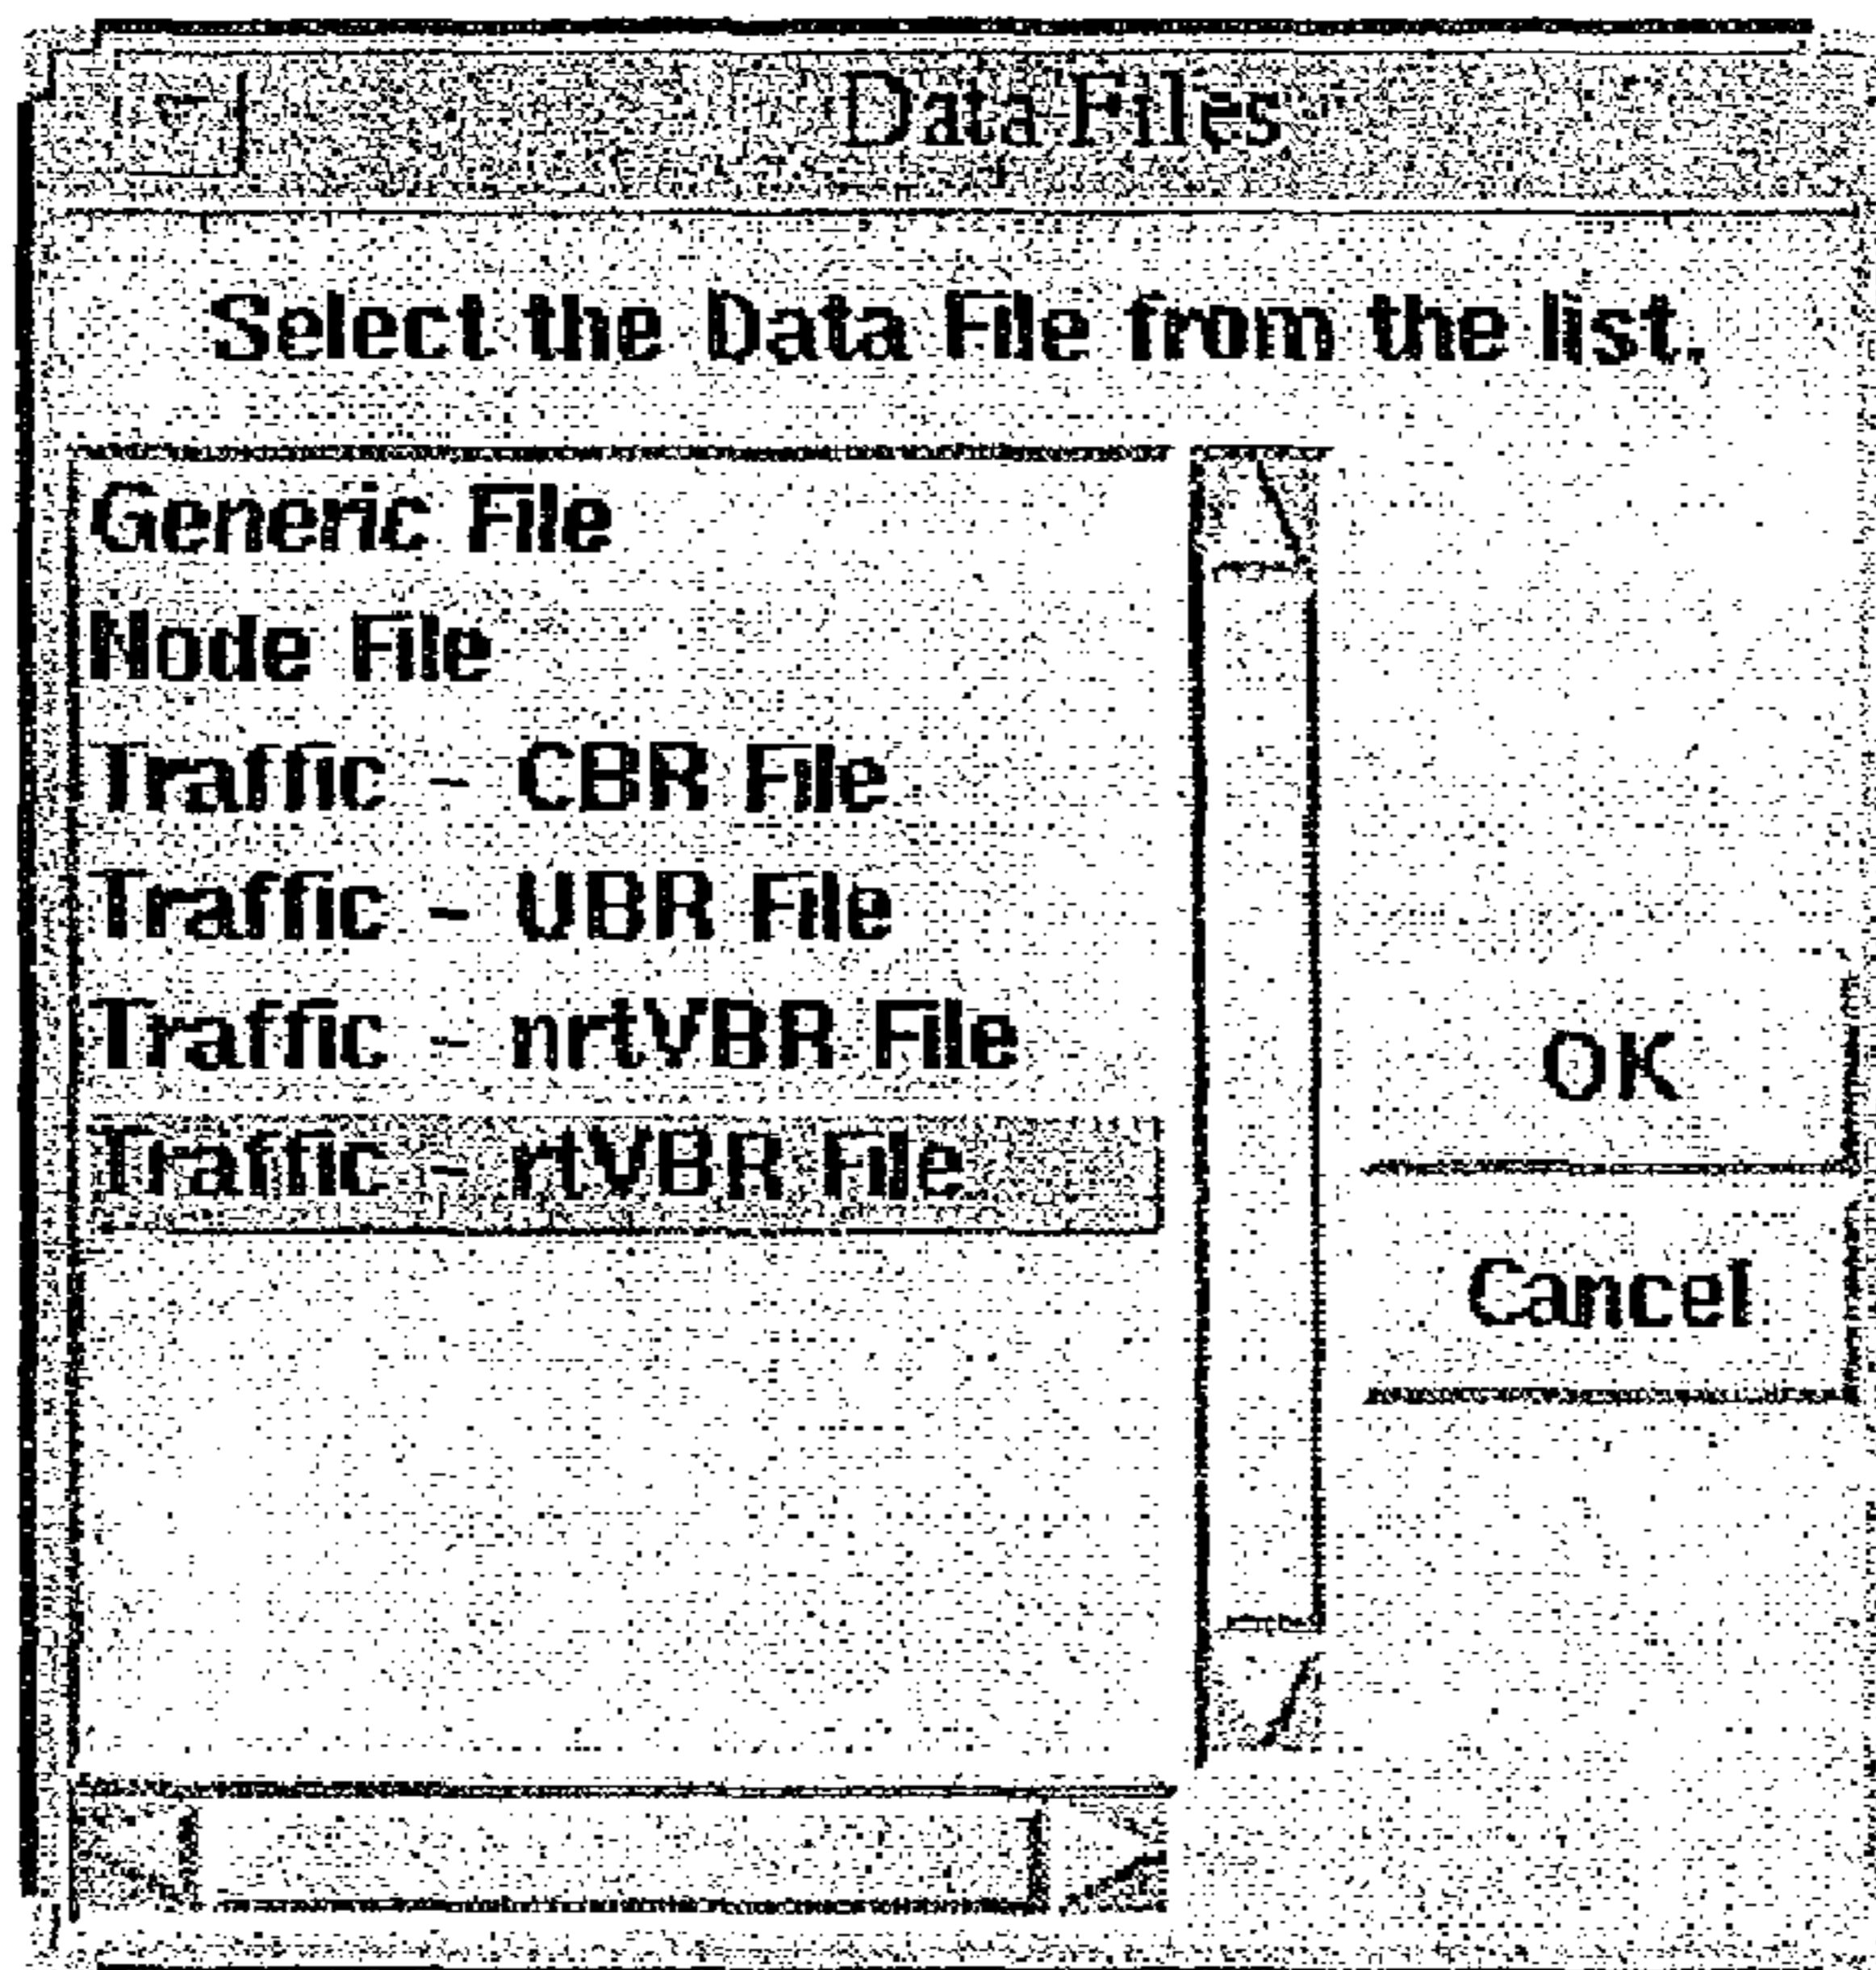 Data Files
Select the Data File from the list.
Generic File
Node File
Traffic - CBR File
Traffic - UBR File
Traffic - nrtVBR File
Traffic - rtVBR File
OK
Cancel